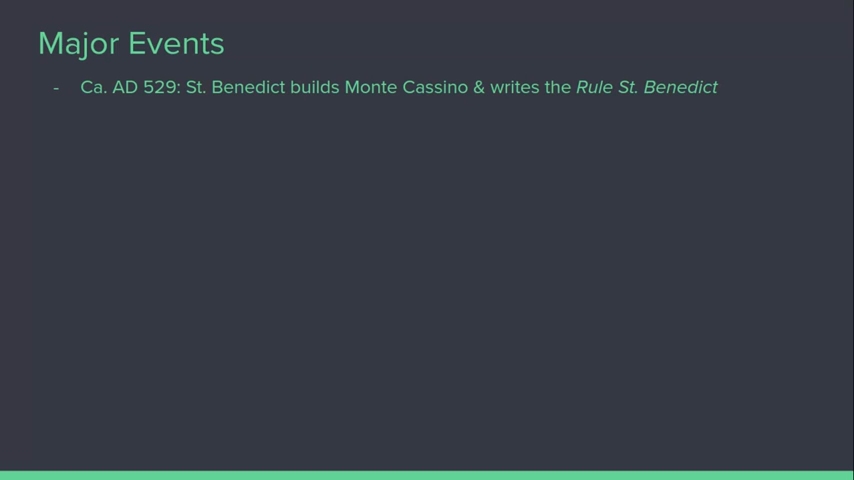 Major Events
- Ca. AD 529: St. Benedict builds Monte Cassino & writes the Rule St. Benedict